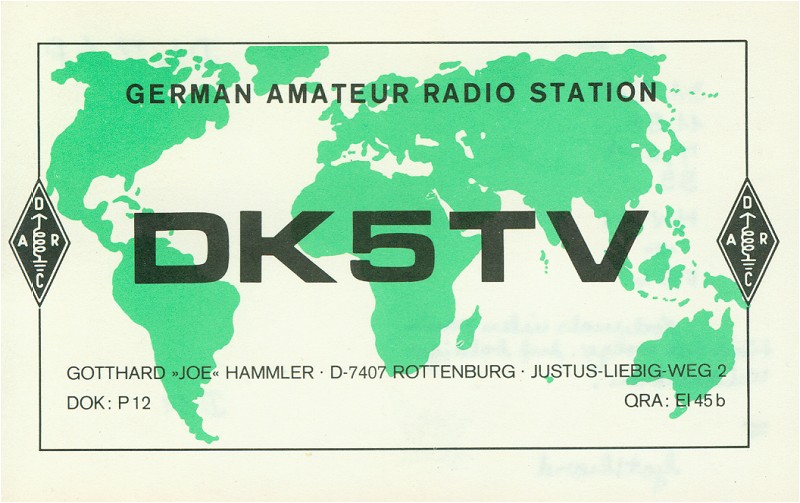 GERMAN AMATEUR RADIO STATION
DK5TV
D
A R
C
D
A R
C
GOTTHARD »JOE« HAMMLER · D-7407 ROTTENBURG · JUSTUS-LIEBIG-WEG 2
DOK: P12
QRA: EI 45 b